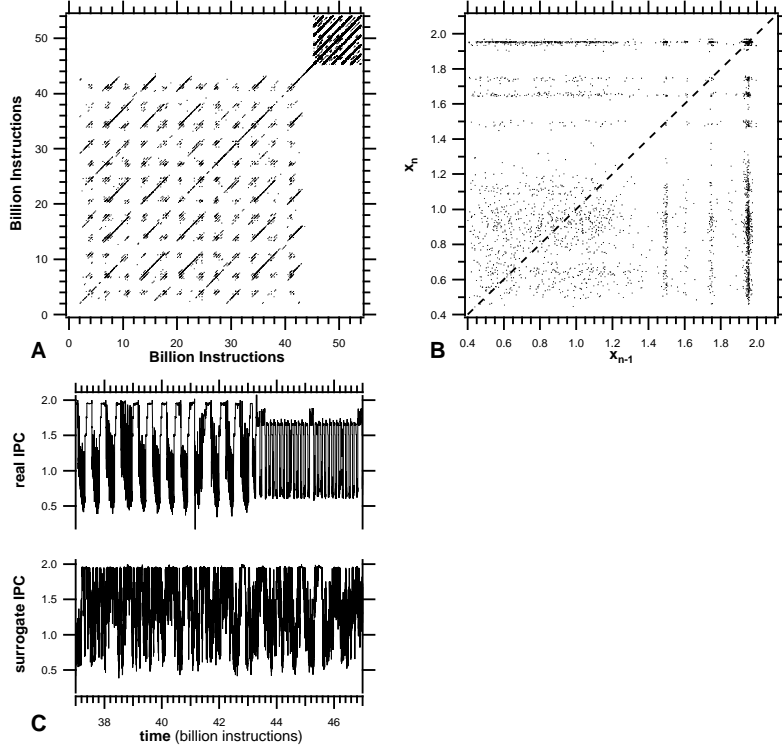 50
40
30
20
10
0
Billion Instructions
0 10 20 30 40 50
Billion Instructions
A
2.0
1.8
1.6
1.4
1.2
1.0
0.8
0.6
0.4
xn
0.4 0.6 0.8 1.0 1.2 1.4 1.6 1.8 2.0
xn-1
B
2.0
1.5
1.0
0.5
real IPC
2.0
1.5
1.0
0.5
surrogate IPC
38 40 42 44 46
time (billion instructions)
C